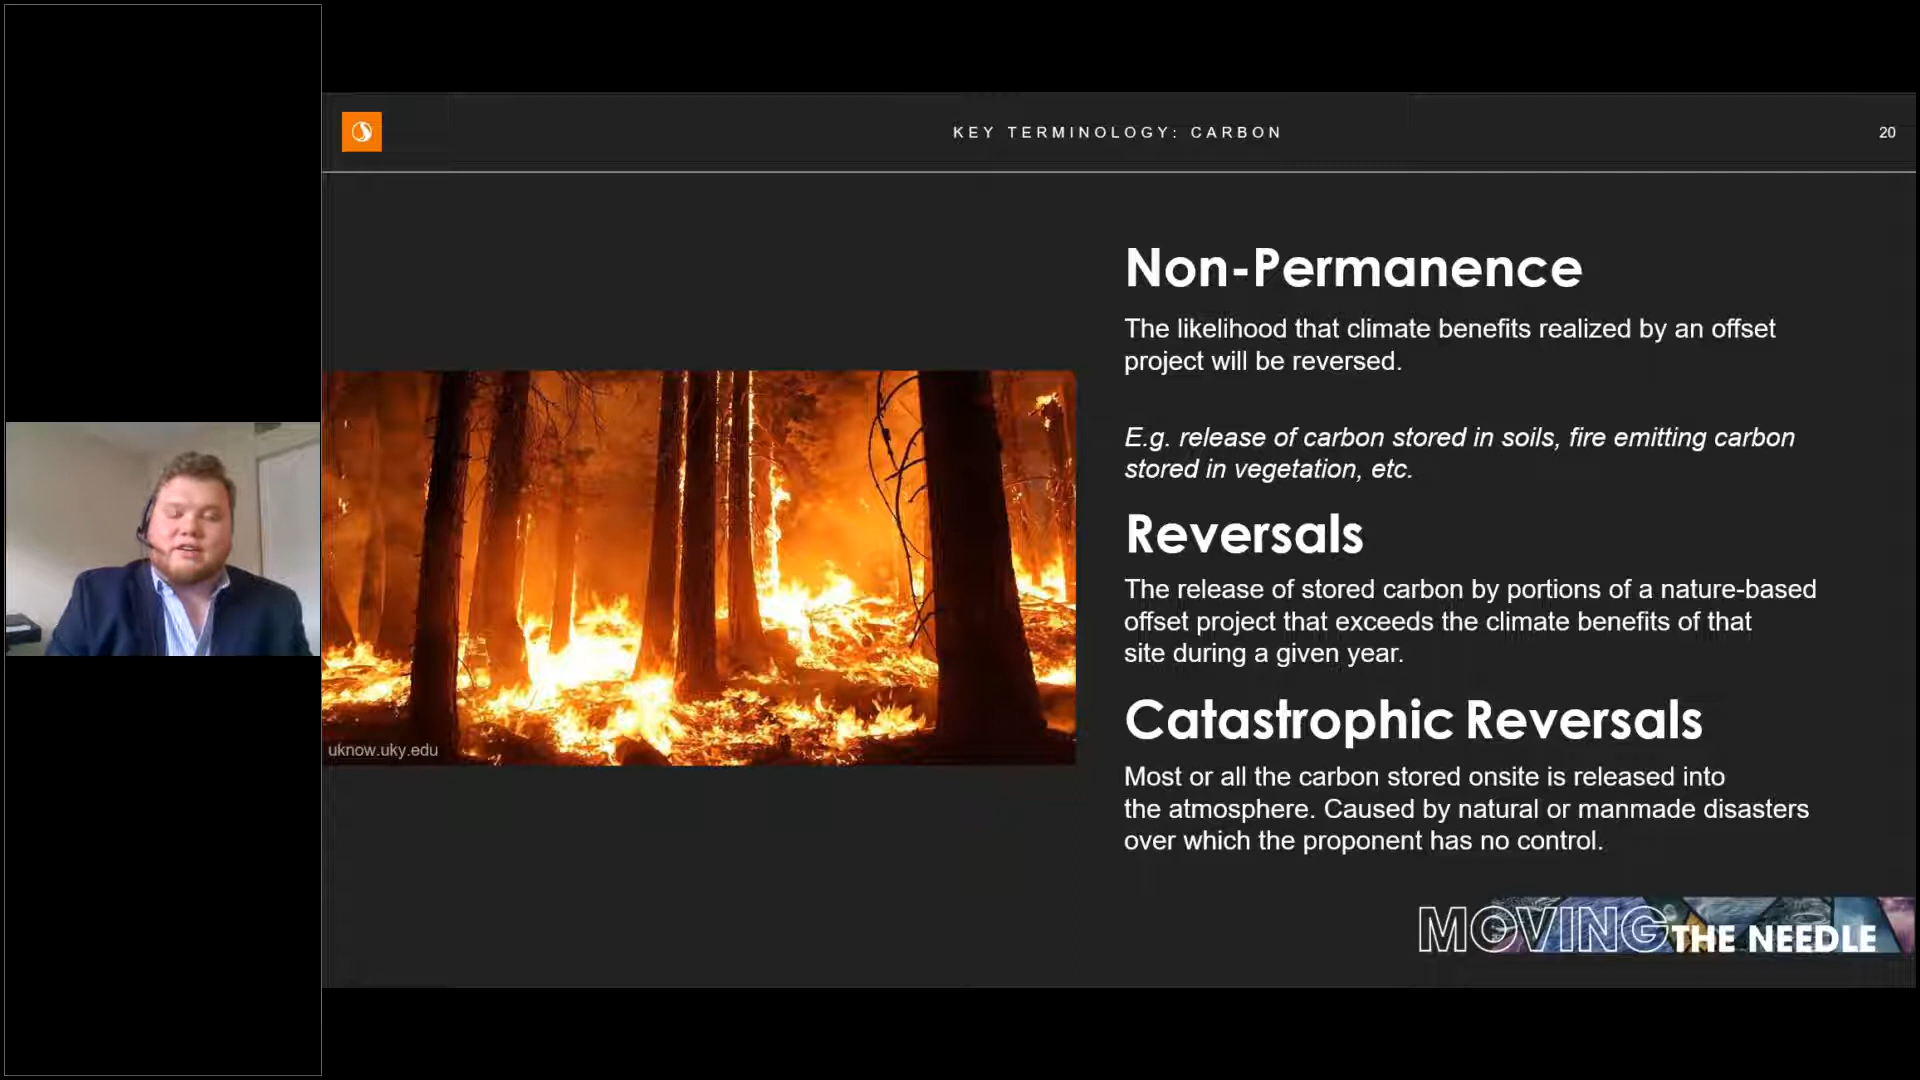 KEY TERMINOLOGY: CARBON
20
Non-Permanence
The likelihood that climate benefits realized by an offset
project will be reversed.
E.g. release of carbon stored in soils, fire emitting carbon
stored in vegetation, etc.
Reversals
The release of stored carbon by portions of a nature-based
offset project that exceeds the climate benefits of that
site during a given year.
Catastrophic Reversals
Most or all the carbon stored onsite is released into
the atmosphere. Caused by natural or manmade disasters
over which the proponent has no control.
uknow.uky.edu
MOVING THE NEEDLE